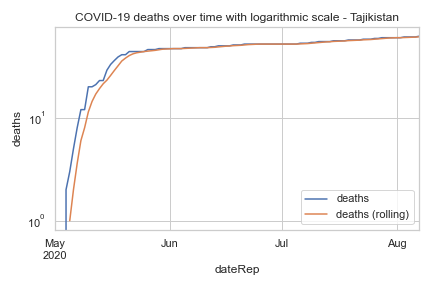 COVID-19 deaths over time with logarithmic scale - Tajikistan
deaths
10¹
10⁰
deaths
deaths (rolling)
May
2020
Jun
Jul
Aug
dateRep